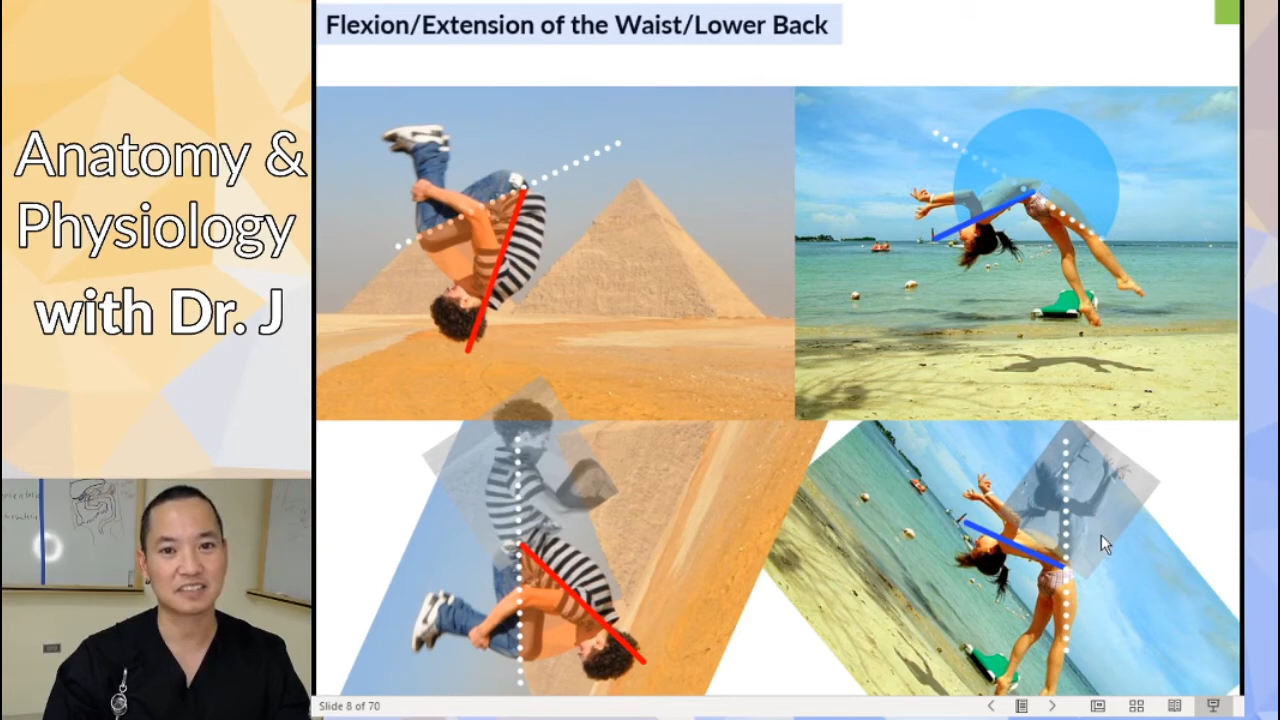 Flexion/Extension of the Waist/Lower Back
Anatomy &
Physiology
with Dr. J
Slide 8 of 70